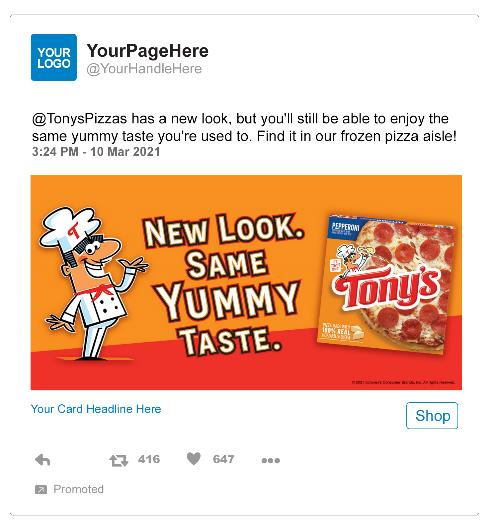 YOUR
LOGO
YourPageHere
@YourHandleHere
@TonysPizzas has a new look, but you'll still be able to enjoy the
same yummy taste you're used to. Find it in our frozen pizza aisle!
3:24 PM - 10 Mar 2021
NEW LOOK.
SAME
YUMMY
TASTE.
PEPPERONI
Tony's
100% REAL
Your Card Headline Here
Shop
416
647
Promoted